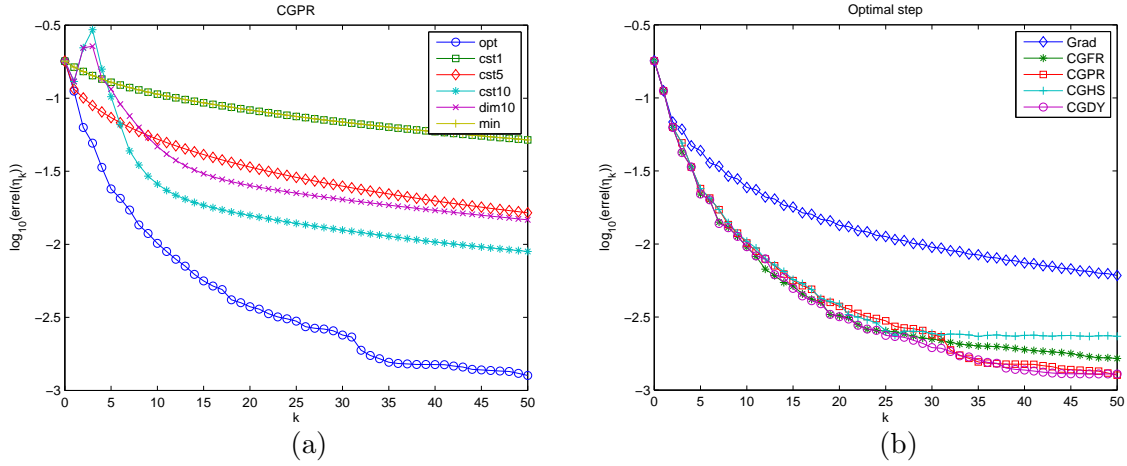 CGPR
-0.5
-1
-1.5
-2
-2.5
-3
log10(errel(ηk))
0 5 10 15 20 25 30 35 40 45 50
k
opt
cst1
cst5
cst10
dim10
min
(a)
Optimal step
-0.5
-1
-1.5
-2
-2.5
-3
log10(errel(ηk))
0 5 10 15 20 25 30 35 40 45 50
k
Grad
CGFR
CGPR
CGHS
CGDY
(b)